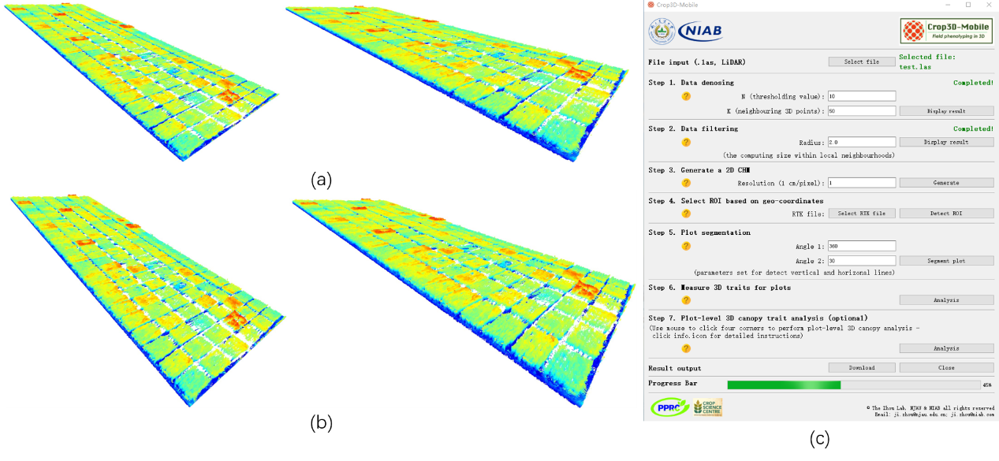 (a)
(b)
Crop3D-Mobile
NIAB
Crop3D-Mobile
Field phenotyping in 3D
File input (.las, LiDAR)
Select file
Selected file:
test.las
Step 1. Data denosing
Completed!
N (thresholding value):
10
K (neighbouring 3D points):
50
Display result
Step 2. Data filtering
Completed!
Radius:
2.0
Display result
(the computing size within local neighbourhoods)
Step 3. Generate a 2D CHM
Resolution (1 cm/pixel):
1
Generate
Step 4. Select ROI based on geo-coordinates
RTK file:
Select RTK file
Detect ROI
Step 5. Plot segmentation
Angle 1:
360
Angle 2:
30
Segment plot
(parameters set for detect vertical and horizonal lines)
Step 6. Measure 3D traits for plots
Analysis
Step 7. Plot-level 3D canopy trait analysis (optional)
(Use mouse to click four corners to perform plot-level 3D canopy analysis -
click info.icon for detailed instructions)
Analysis
Result output
Download
Close
Progress Bar
45%
PPRC
CROP
SCIENCE
CENTRE
© The Zhou Lab, NJAU & NIAB all rights reserved
Email: ji.zhou@njau.edu.cn; ji.zhou@niab.com
(c)